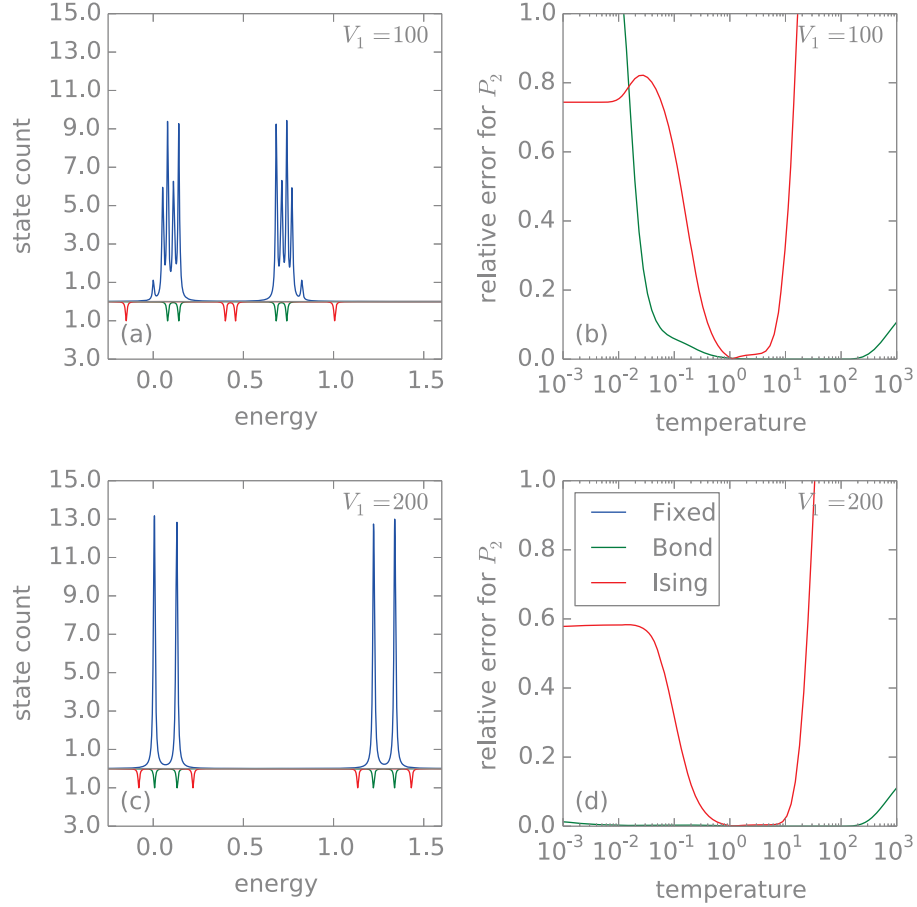 15.0
V₁ = 100
13.0
11.0
9.0
7.0
5.0
3.0
1.0
1.0
3.0
state count
(a)
0.0 0.5 1.0 1.5
energy
1.0
V₁ = 100
0.8
0.6
0.4
0.2
0.0
relative error for P₂
(b)
10⁻³ 10⁻² 10⁻¹ 10⁰ 10¹ 10² 10³
temperature
15.0
V₁ = 200
13.0
11.0
9.0
7.0
5.0
3.0
1.0
1.0
3.0
state count
(c)
0.0 0.5 1.0 1.5
energy
1.0
V₁ = 200
0.8
0.6
0.4
0.2
0.0
relative error for P₂
Fixed
Bond
Ising
(d)
10⁻³ 10⁻² 10⁻¹ 10⁰ 10¹ 10² 10³
temperature